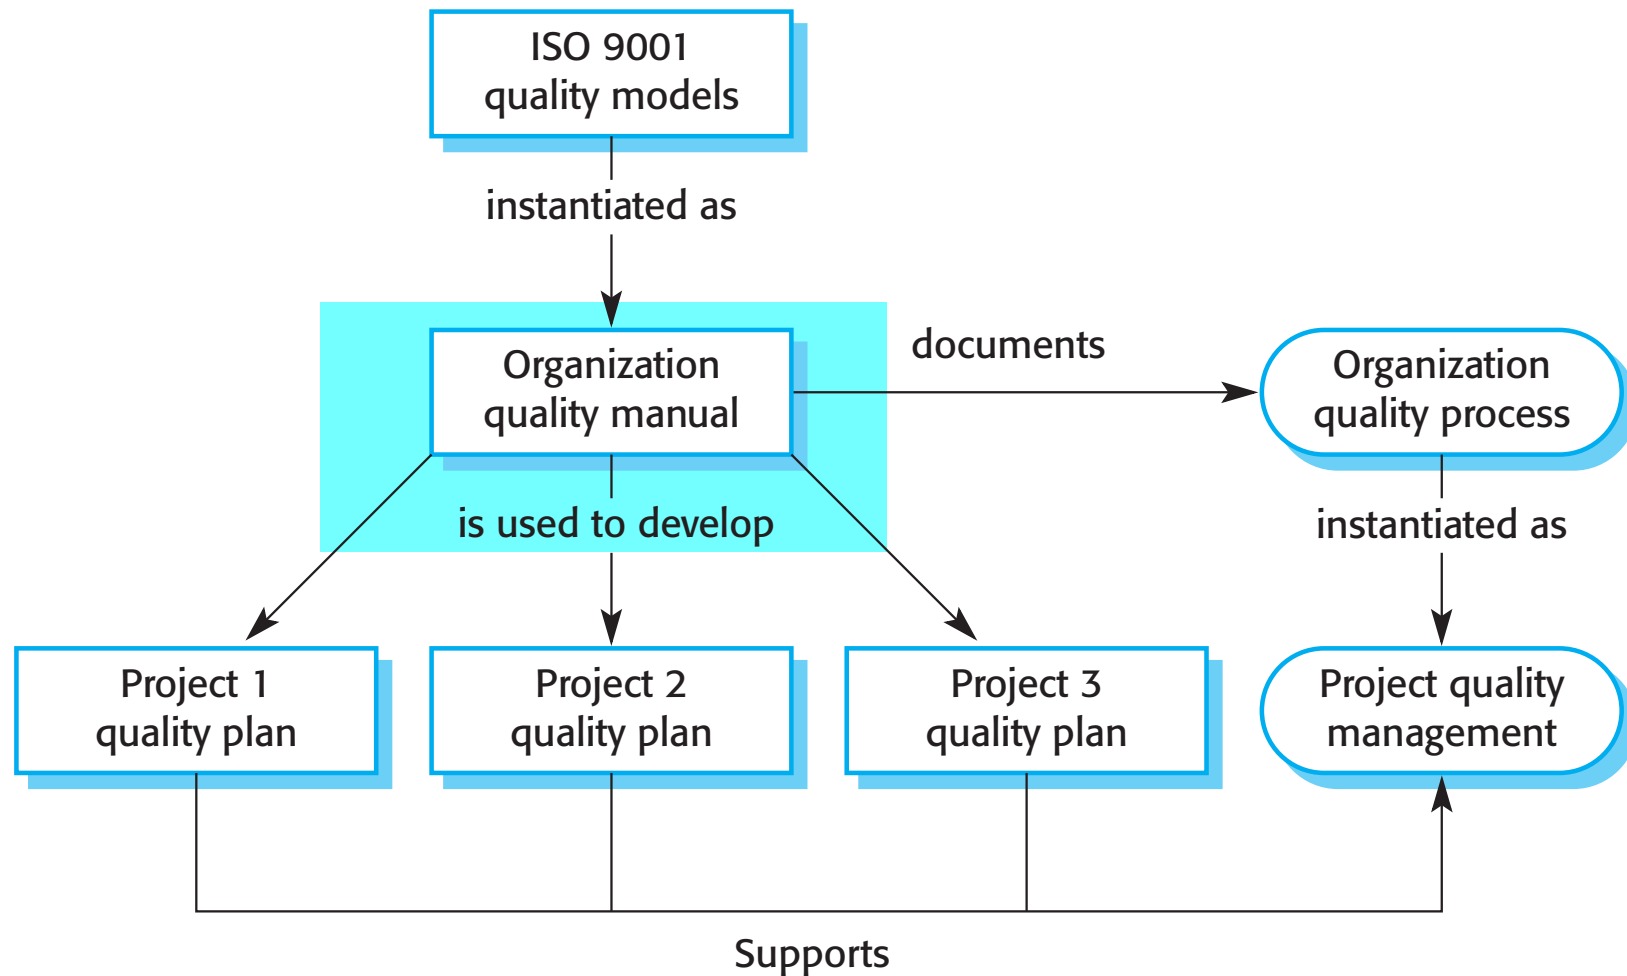 ISO 9001
quality models
instantiated as
Organization
quality manual
documents
Organization
quality process
is used to develop
instantiated as
Project 1
quality plan
Project 2
quality plan
Project 3
quality plan
Project quality
management
Supports